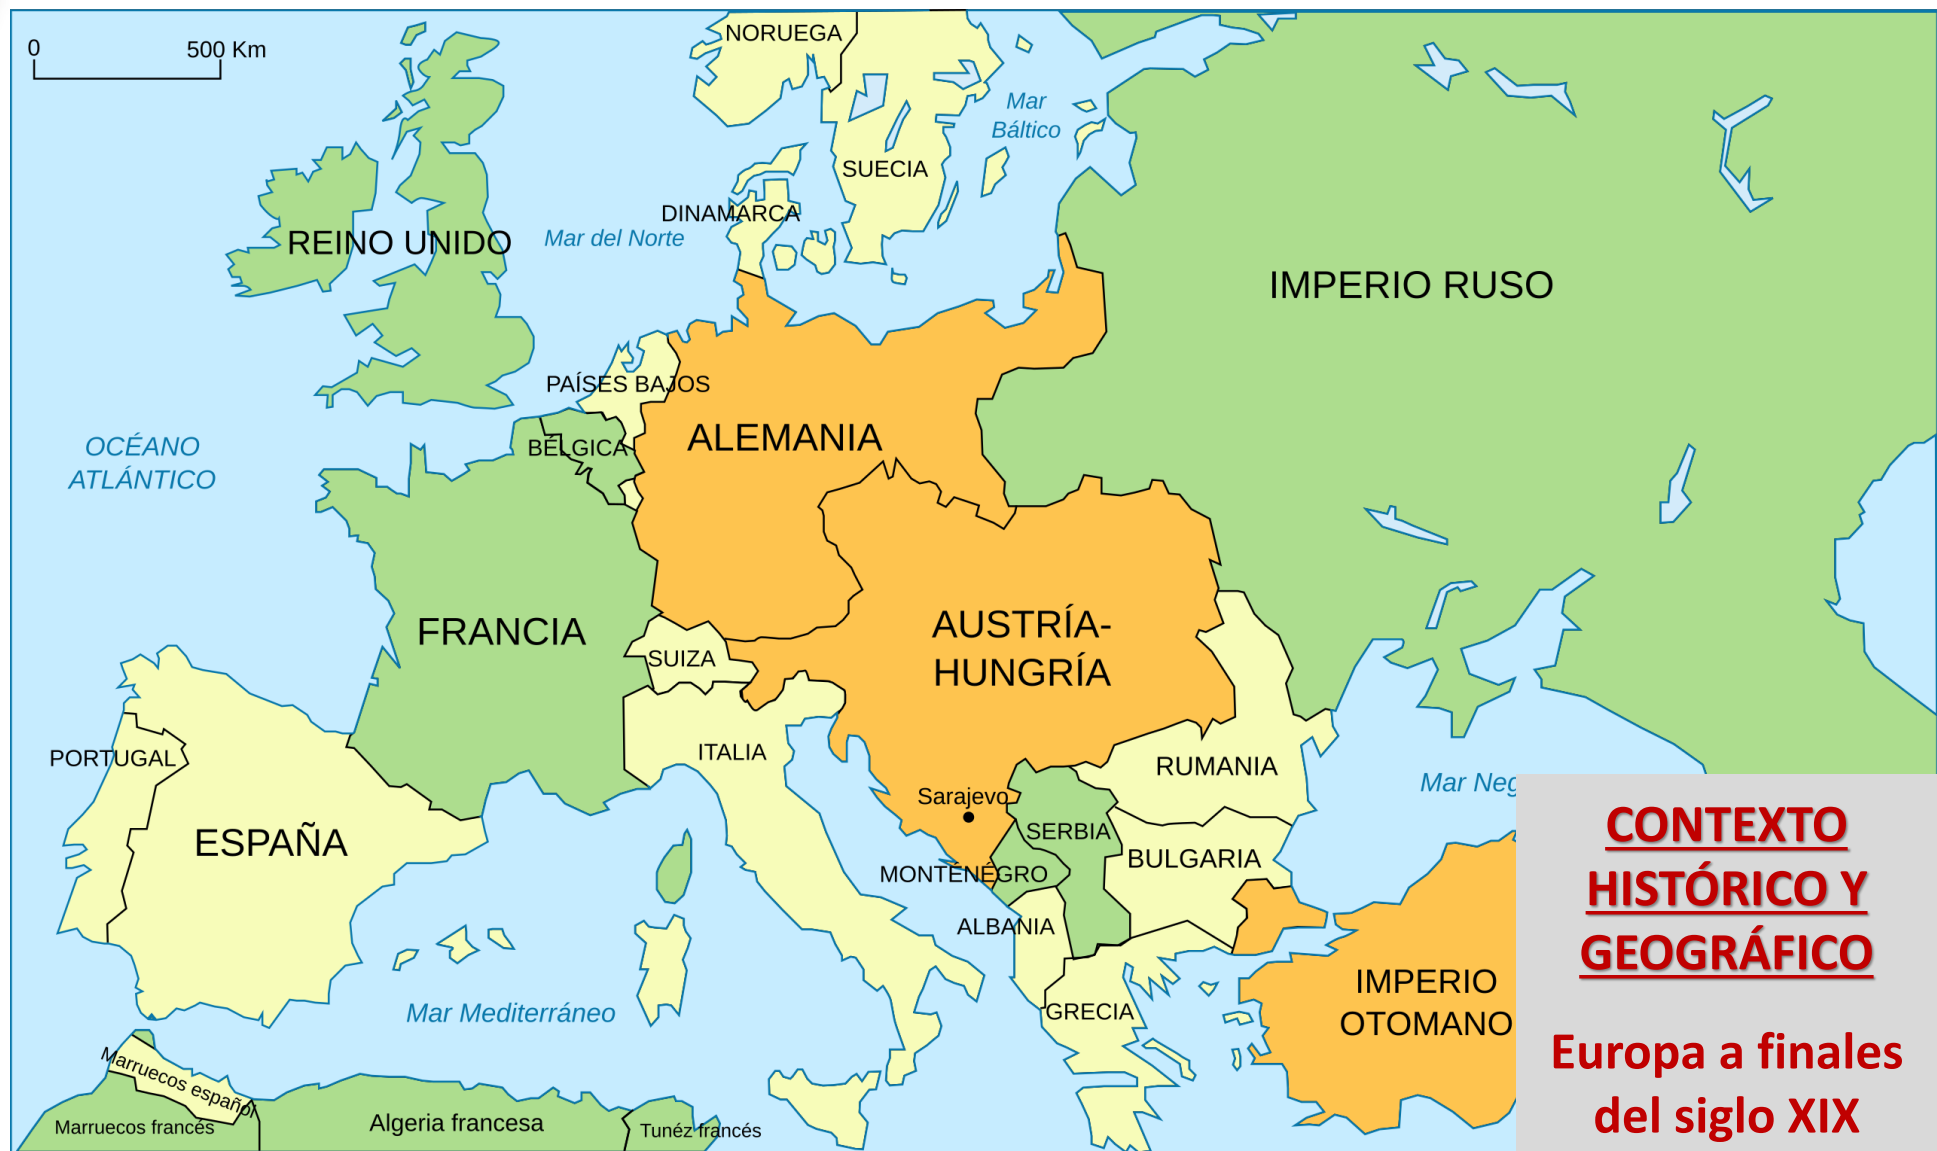 0 500 Km
NORUEGA
Mar
Báltico
SUECIA
DINAMARCA
Mar del Norte
REINO UNIDO
IMPERIO RUSO
PAÍSES BAJOS
OCÉANO
ATLÁNTICO
BÉLGICA
ALEMANIA
FRANCIA
SUIZA
AUSTRÍA-
HUNGRÍA
PORTUGAL
ITALIA
RUMANIA
Mar Neg
Sarajevo
ESPAÑA
SERBIA
BULGARIA
MONTENEGRO
ALBANIA
Mar Mediterráneo
GRECIA
IMPERIO
OTOMANO
Marruecos español
Marruecos francés
Algeria francesa
Tunéz francés
CONTEXTO
HISTÓRICO Y
GEOGRÁFICO
Europa a finales
del siglo XIX